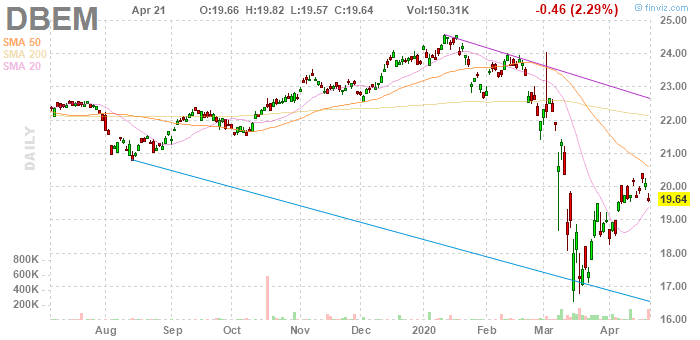 DBEM Apr 21 O:19.66 H:19.82 L:19.57 C:19.64 Vol:150.31K -0.46 (2.29%)
© finviz.com
SMA 50
SMA 200
SMA 20
DAILY
25.00
24.00
23.00
22.00
21.00
20.00
19.64
19.00
18.00
17.00
16.00
800K
600K
400K
200K
Aug Sep Oct Nov Dec 2020 Feb Mar Apr